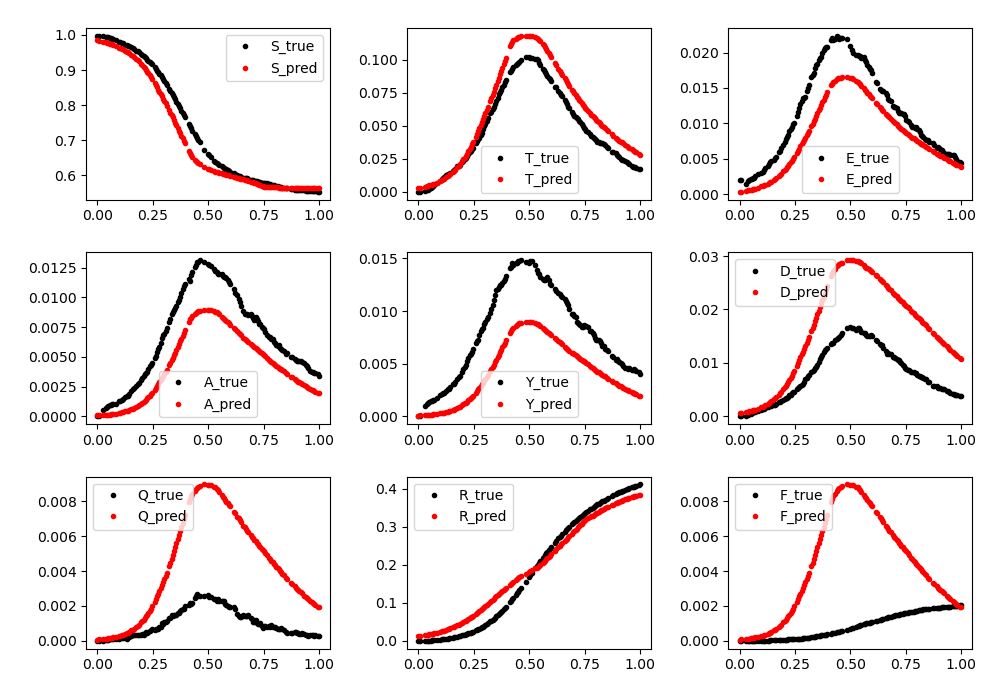 1.0
0.9
0.8
0.7
0.6
S_true
S_pred
0.00 0.25 0.50 0.75 1.00
0.100
0.075
0.050
0.025
0.000
T_true
T_pred
0.00 0.25 0.50 0.75 1.00
0.020
0.015
0.010
0.005
0.000
E_true
E_pred
0.00 0.25 0.50 0.75 1.00
0.0125
0.0100
0.0075
0.0050
0.0025
0.0000
A_true
A_pred
0.00 0.25 0.50 0.75 1.00
0.015
0.010
0.005
0.000
Y_true
Y_pred
0.00 0.25 0.50 0.75 1.00
0.03
0.02
0.01
0.00
D_true
D_pred
0.00 0.25 0.50 0.75 1.00
0.008
0.006
0.004
0.002
0.000
Q_true
Q_pred
0.00 0.25 0.50 0.75 1.00
0.4
0.3
0.2
0.1
0.0
R_true
R_pred
0.00 0.25 0.50 0.75 1.00
0.008
0.006
0.004
0.002
0.000
F_true
F_pred
0.00 0.25 0.50 0.75 1.00